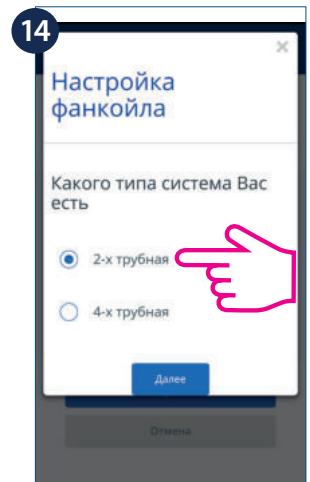 14
×
Настройка
фанкойла
Какого типа система Вас
есть
2-х трубная
4-х трубная
Далее
Отмена